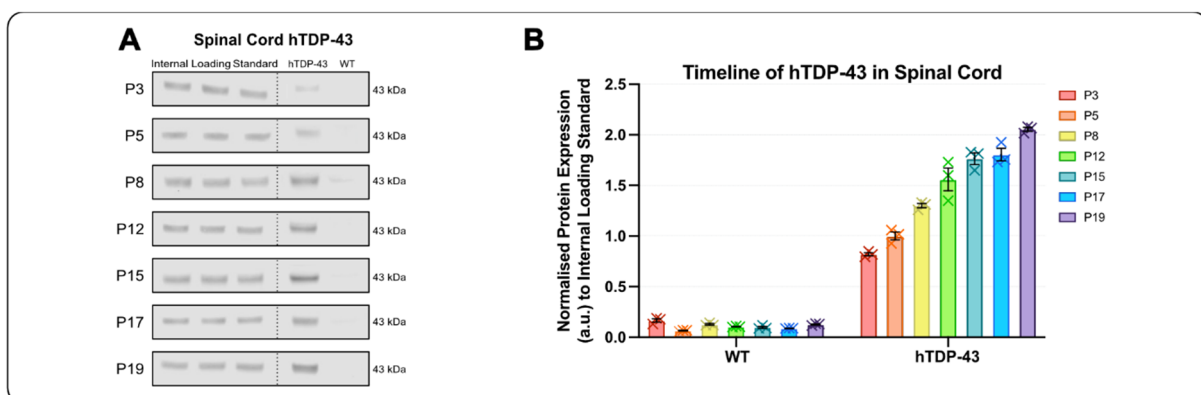 A
Spinal Cord hTDP-43
Internal Loading Standard hTDP-43 WT
P3 43 kDa
P5 43 kDa
P8 43 kDa
P12 43 kDa
P15 43 kDa
P17 43 kDa
P19 43 kDa
B
Timeline of hTDP-43 in Spinal Cord
Normalised Protein Expression
(a.u.) to Internal Loading Standard
2.5
2.0
1.5
1.0
0.5
0.0
WT hTDP-43
P3
P5
P8
P12
P15
P17
P19